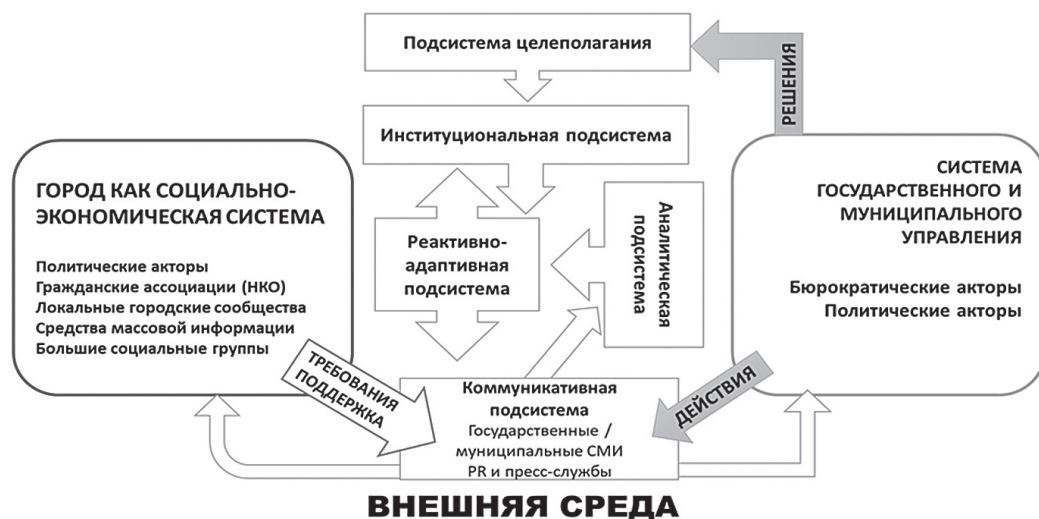 Подсистема целеполагания
РЕШЕНИЯ
Институциональная подсистема
ГОРОД КАК СОЦИАЛЬНО-
ЭКОНОМИЧЕСКАЯ СИСТЕМА
Политические акторы
Гражданские ассоциации (НКО)
Локальные городские сообщества
Средства массовой информации
Большие социальные группы
Реактивно-
адаптивная
подсистема
Аналитическая
подсистема
СИСТЕМА
ГОСУДАРСТВЕННОГО И
МУНИЦИПАЛЬНОГО
УПРАВЛЕНИЯ
Бюрократические акторы
Политические акторы
ТРЕБОВАНИЯ
ПОДДЕРЖКА
Коммуникативная
подсистема
Государственные /
муниципальные СМИ
PR и пресс-службы
ДЕЙСТВИЯ
ВНЕШНЯЯ СРЕДА